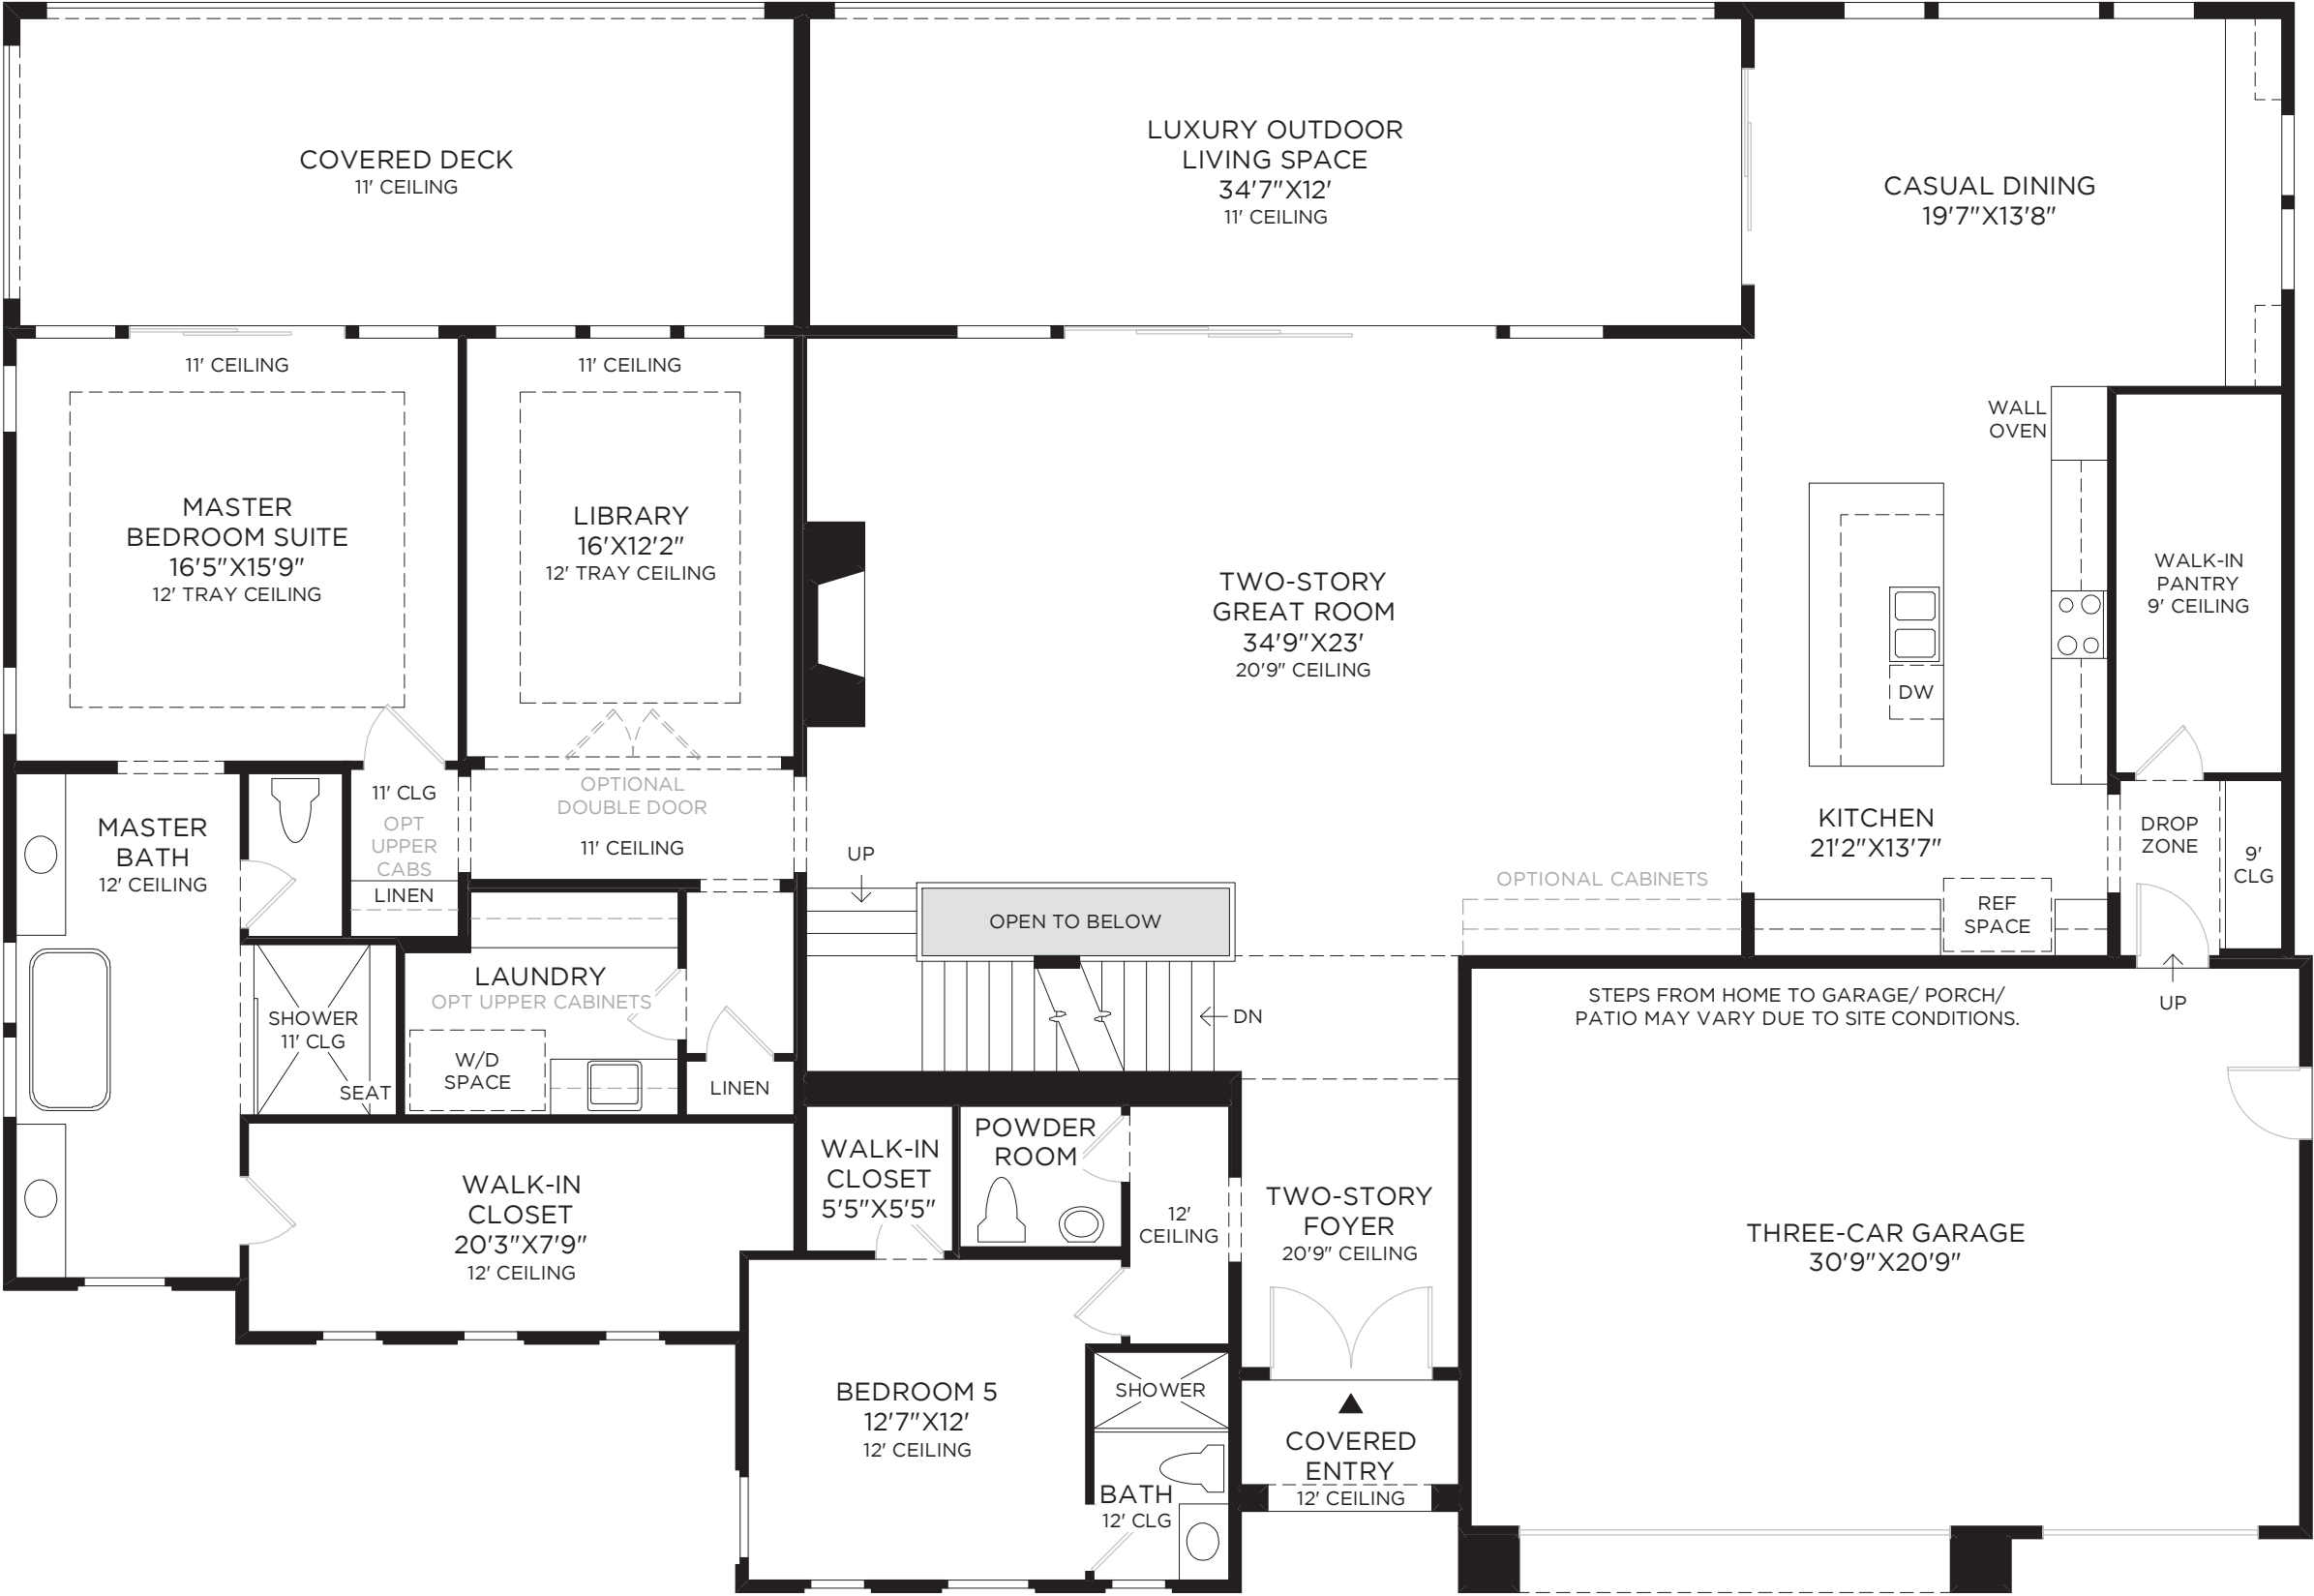 COVERED DECK
11' CEILING
LUXURY OUTDOOR
LIVING SPACE
34'7"X12'
11' CEILING
CASUAL DINING
19'7"X13'8"
11' CEILING
MASTER
BEDROOM SUITE
16'5"X15'9"
12' TRAY CEILING
11' CEILING
LIBRARY
16'X12'2"
12' TRAY CEILING
TWO-STORY
GREAT ROOM
34'9"X23'
20'9" CEILING
WALL
OVEN
DW
WALK-IN
PANTRY
9' CEILING
OPTIONAL
DOUBLE DOOR
11' CEILING
11' CLG
OPT
UPPER
CABS
LINEN
MASTER
BATH
12' CEILING
UP
OPEN TO BELOW
DN
OPTIONAL CABINETS
KITCHEN
21'2"X13'7"
REF
SPACE
DROP
ZONE
9'
CLG
UP
SHOWER
11' CLG
SEAT
LAUNDRY
OPT UPPER CABINETS
W/D
SPACE
LINEN
STEPS FROM HOME TO GARAGE/ PORCH/
PATIO MAY VARY DUE TO SITE CONDITIONS.
WALK-IN
CLOSET
20'3"X7'9"
12' CEILING
WALK-IN
CLOSET
5'5"X5'5"
POWDER
ROOM
12'
CEILING
TWO-STORY
FOYER
20'9" CEILING
THREE-CAR GARAGE
30'9"X20'9"
BEDROOM 5
12'7"X12'
12' CEILING
SHOWER
BATH
12' CLG
COVERED
ENTRY
12' CEILING